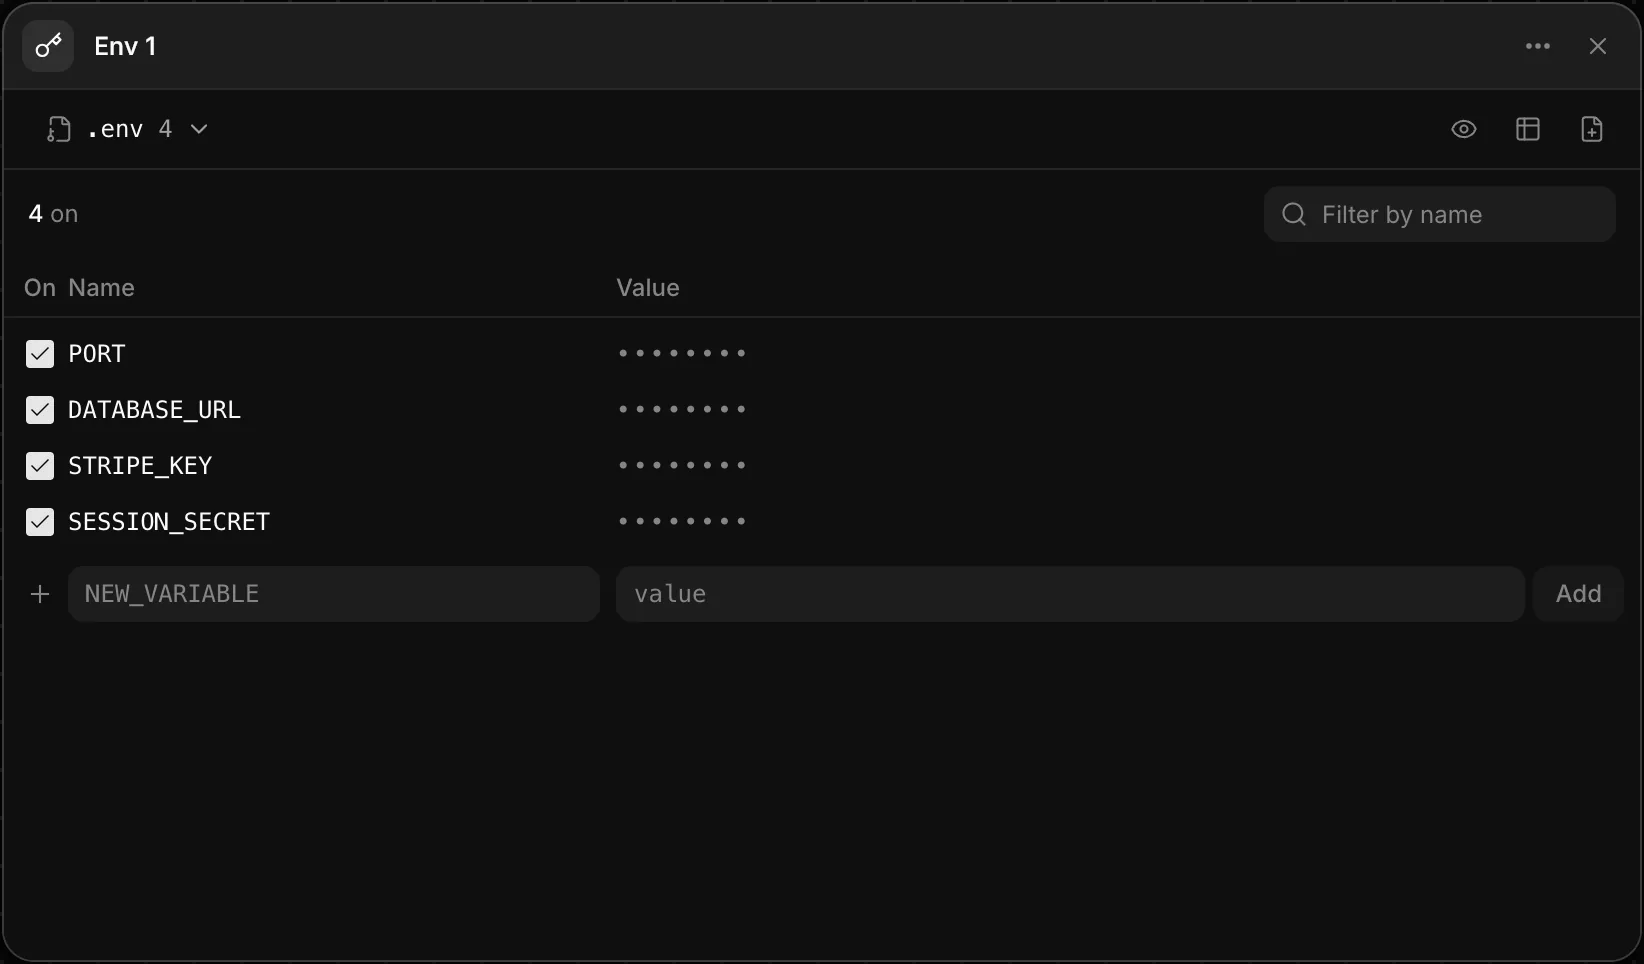 Env 1
.env 4
4 on
Filter by name
On Name Value
PORT ••••••••
DATABASE_URL ••••••••
STRIPE_KEY ••••••••
SESSION_SECRET ••••••••
NEW_VARIABLE value Add